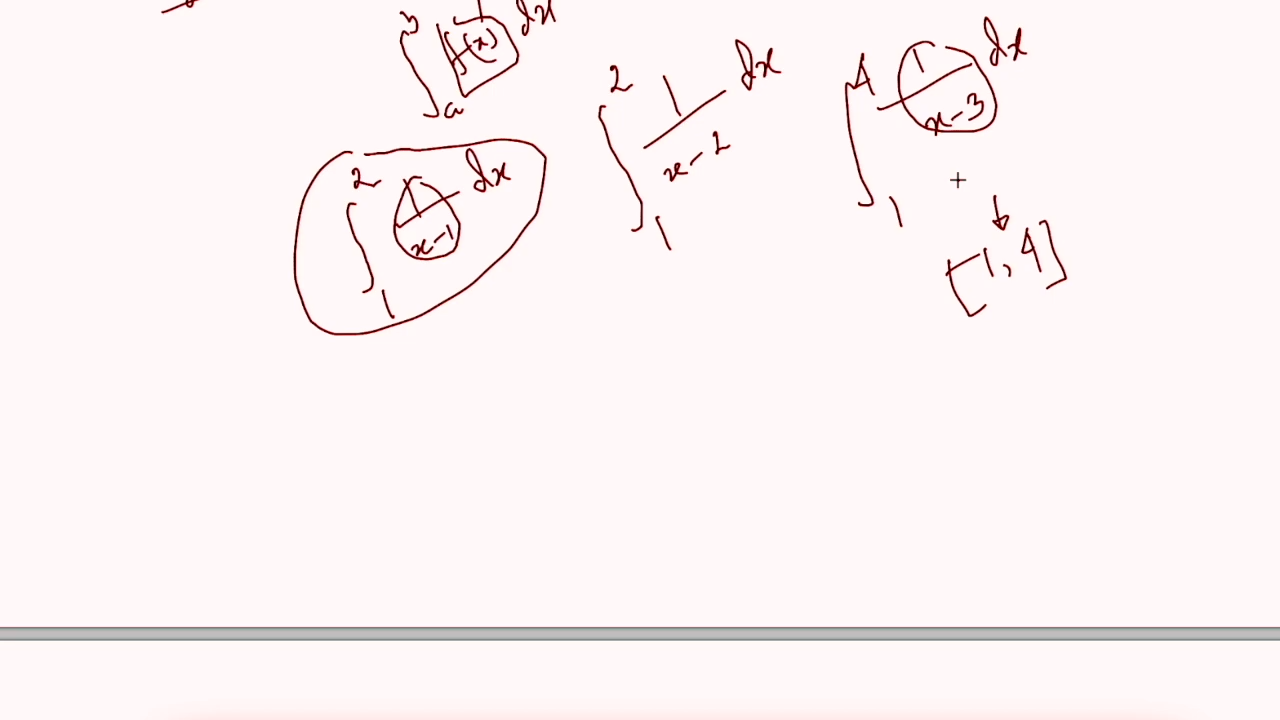 ∫_a^b 1/f(x) dx
∫_1^2 1/(x-1) dx
∫_1^2 1/(x-2) dx
∫_1^4 1/(x-3) dx
↓
[1, 4]